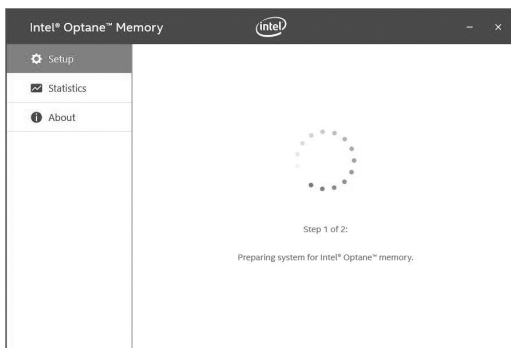 Intel® Optane™ Memory
intel
Setup
Statistics
About
Step 1 of 2:
Preparing system for Intel® Optane™ memory.